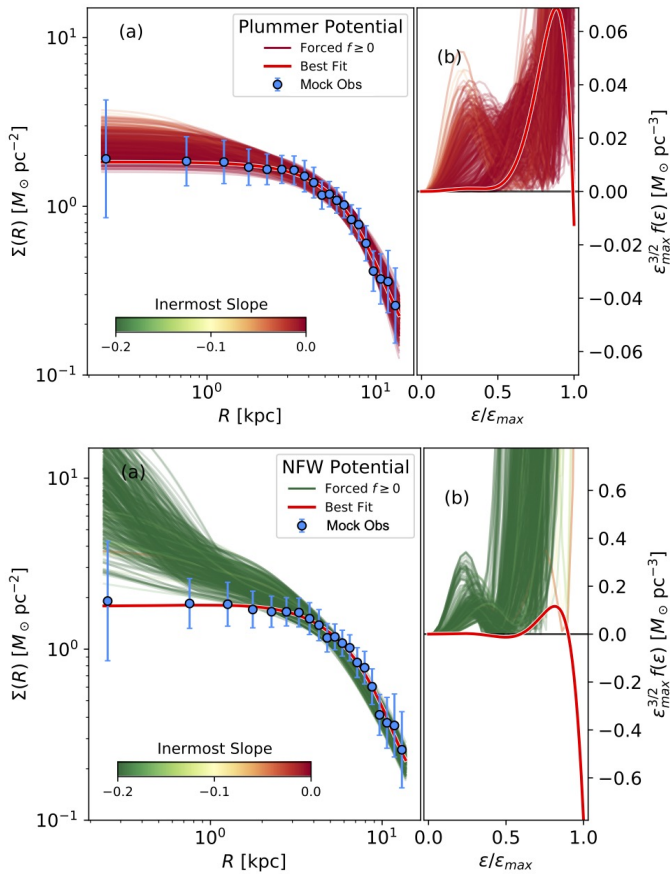 (a)
Plummer Potential
Forced f ≥ 0
Best Fit
Mock Obs
(b)
10¹
10⁰
10⁻¹
Σ(R) [M⊙ pc⁻²]
Inermost Slope
−0.2
−0.1
0.0
10⁰
10¹
R [kpc]
0.0
0.5
1.0
ε/εmax
0.06
0.04
0.02
0.00
−0.02
−0.04
−0.06
ε_max^3/2 f(ε) [M⊙ pc⁻³]
(a)
NFW Potential
Forced f ≥ 0
Best Fit
Mock Obs
(b)
10¹
10⁰
10⁻¹
Σ(R) [M⊙ pc⁻²]
Inermost Slope
−0.2
−0.1
0.0
10⁰
10¹
R [kpc]
0.0
0.5
1.0
ε/εmax
0.6
0.4
0.2
0.0
−0.2
−0.4
−0.6
ε_max^3/2 f(ε) [M⊙ pc⁻³]